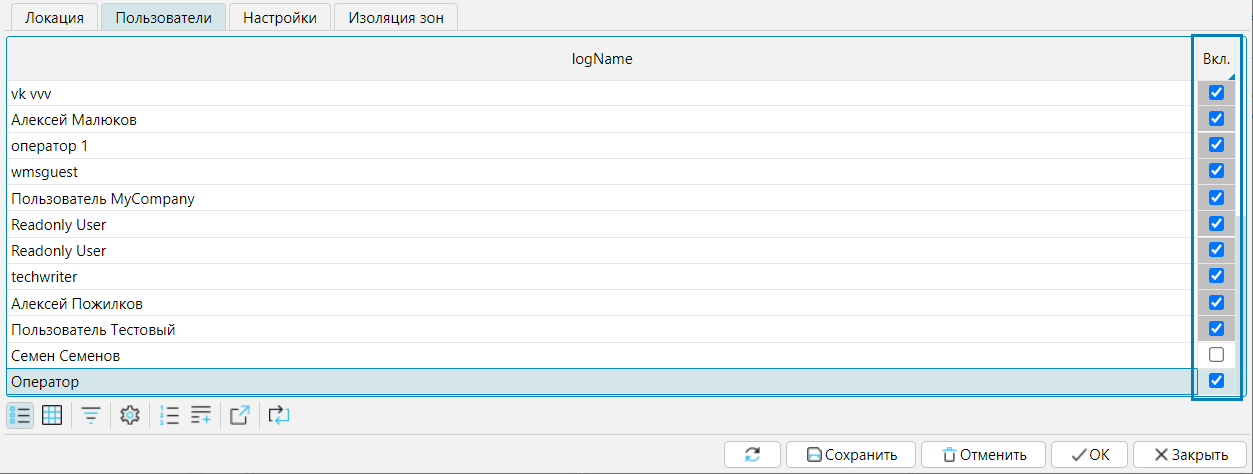 Локация Пользователи Настройки Изоляция зон
logName Вкл.
vk vvv
Алексей Малюков
оператор 1
wmsguest
Пользователь MyCompany
Readonly User
Readonly User
techwriter
Алексей Пожилков
Пользователь Тестовый
Семен Семенов
Оператор
Сохранить Отменить OK Закрыть